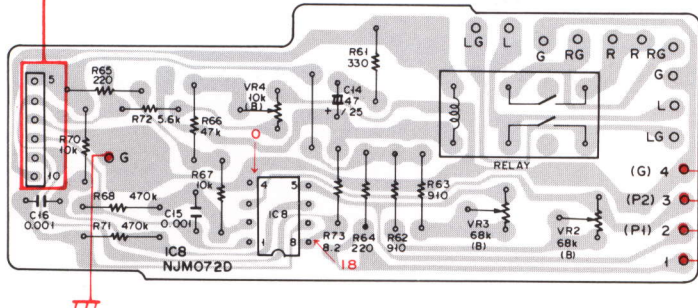 R61
330
LG
L
G
RG
R
R
RG
G
L
LG
5
R65
220
VR4
10k
(B)
C14
47
+ / 25
R72 5.6k
R66
47k
R70
10k
0
G
RELAY
10
R67
10k
4
5
R63
910
(G) 4
R68
470k
C16
0.001
C15
0.001
IC8
(P2) 3
R71
470k
1
8
R73
8.2
R64
220
R62
910
VR3
68k
(B)
VR2
68k
(B)
(P1) 2
18
IC8
NJM072D
1